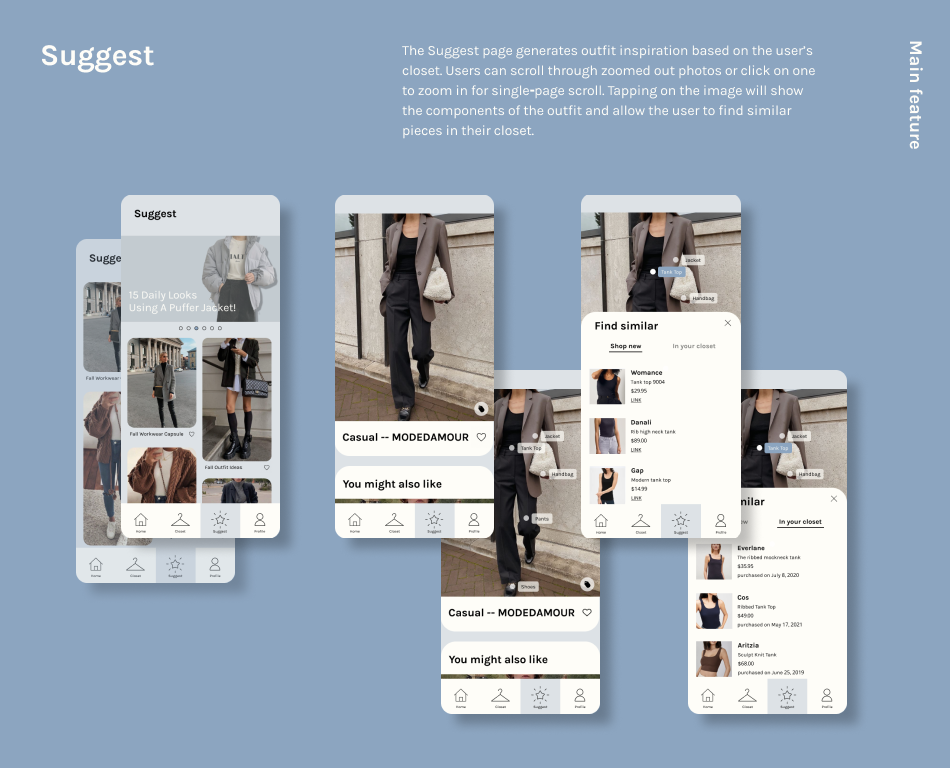 Suggest
The Suggest page generates outfit inspiration based on the user's
closet. Users can scroll through zoomed out photos or click on one
to zoom in for single-page scroll. Tapping on the image will show
the components of the outfit and allow the user to find similar
pieces in their closet.
Main feature
Sugge
Fall Workwear
Home
Closet
Suggest
Profile
Suggest
15 Daily Looks
Using A Puffer Jacket!
Fall Workwear Capsule
Fall Outfit Ideas
Home
Closet
Suggest
Profile
Casual -- MODEDAMOUR
You might also like
Home
Closet
Suggest
Profile
Jacket
Tank Top
Handbag
Pants
Shoes
Casual -- MODEDAMOUR
You might also like
Home
Closet
Suggest
Profile
Jacket
Tank Top
Handbag
Find similar
Shop new
In your closet
Womance
Tank top 9004
$29.95
LINK
Danali
Rib high neck tank
$89.00
LINK
Gap
Modern tank top
$14.99
LINK
Home
Closet
Suggest
Profile
Jacket
Tank Top
Handbag
milar
ew
In your closet
Everlane
The ribbed mockneck tank
$35.95
purchased on July 8, 2020
Cos
Ribbed Tank Top
$49.00
purchased on May 17, 2021
Aritzia
Sculpt Knit Tank
$68.00
purchased on June 25, 2019
Home
Closet
Suggest
Profile